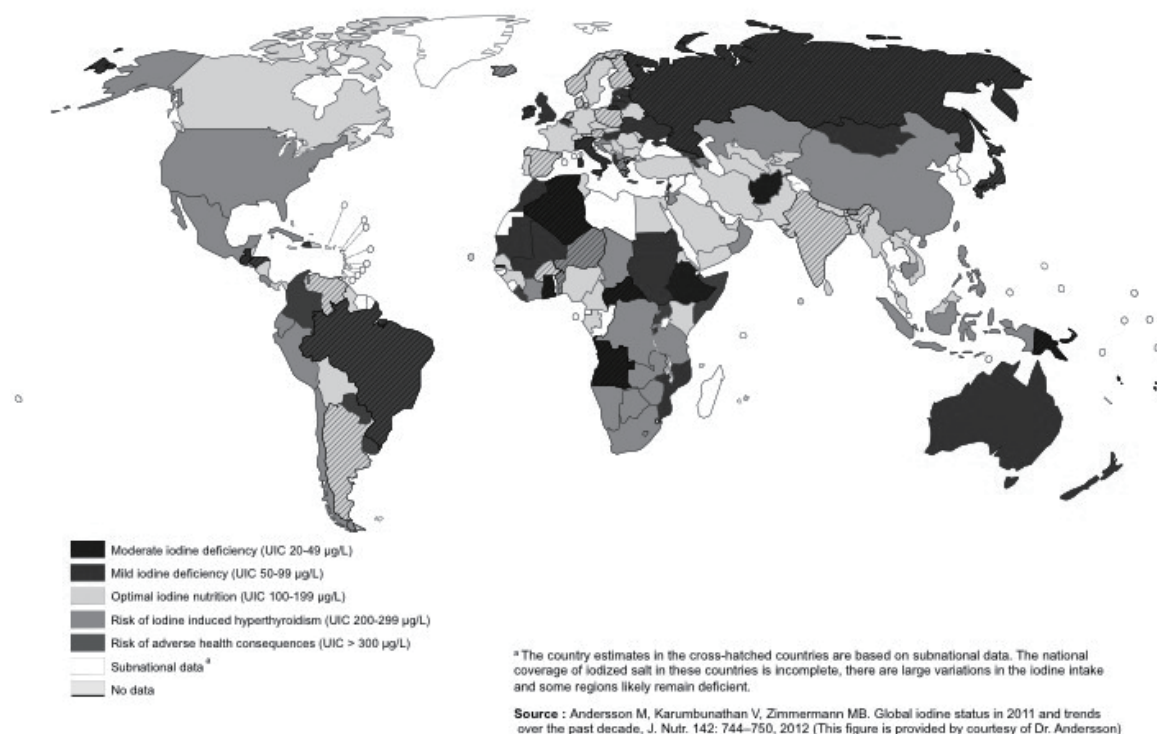 Moderate iodine deficiency (UIC 20-49 µg/L)
Mild iodine deficiency (UIC 50-99 µg/L)
Optimal iodine nutrition (UIC 100-199 µg/L)
Risk of iodine induced hyperthyroidism (UIC 200-299 µg/L)
Risk of adverse health consequences (UIC > 300 µg/L)
Subnational data a
No data
a The country estimates in the cross-hatched countries are based on subnational data. The national
coverage of iodized salt in these countries is incomplete, there are large variations in the iodine intake
and some regions likely remain deficient.
Source : Andersson M, Karumbunathan V, Zimmermann MB. Global iodine status in 2011 and trends
over the past decade, J. Nutr. 142: 744–750, 2012 (This figure is provided by courtesy of Dr. Andersson)